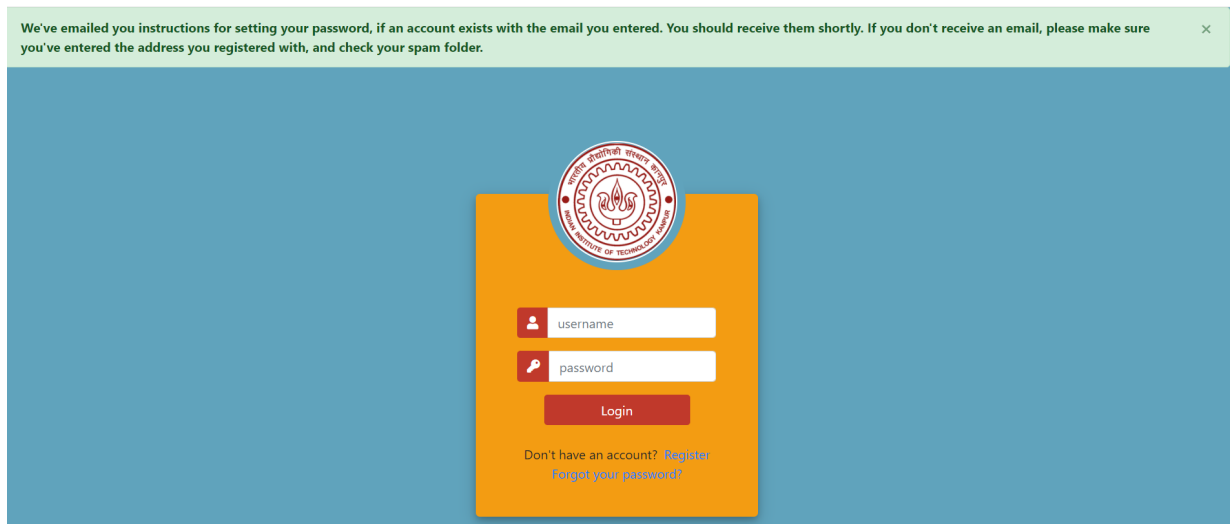 We've emailed you instructions for setting your password, if an account exists with the email you entered. You should receive them shortly. If you don't receive an email, please make sure
you've entered the address you registered with, and check your spam folder.
×
भारतीय प्रौद्योगिकी संस्थान कानपुर
INDIAN INSTITUTE OF TECHNOLOGY KANPUR
username
password
Login
Don't have an account? Register
Forgot your password?